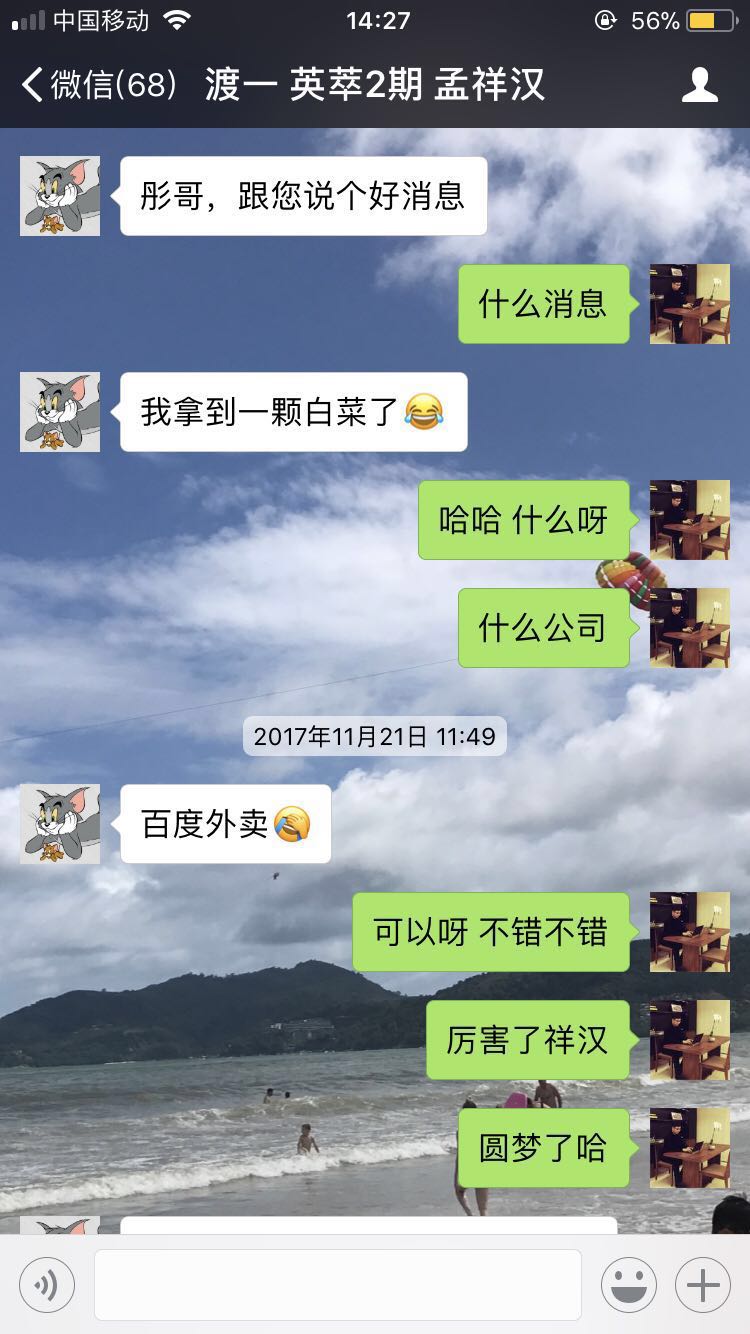 中国移动 14:27 56%
微信(68) 渡一 英萃2期 孟祥汉
彤哥，跟您说个好消息
什么消息
我拿到一颗白菜了😂
哈哈 什么呀
什么公司
2017年11月21日 11:49
百度外卖🤣
可以呀 不错不错
厉害了祥汉
圆梦了哈